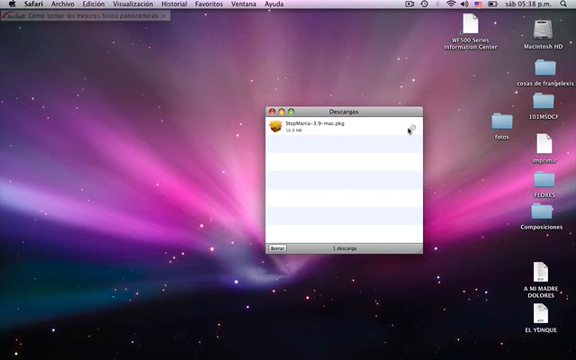 Safari Archivo Edición Visualización Historial Favoritos Ventana Ayuda
sáb 05:38 p.m.
Cómo tomar las mejores fotos panorámicas
WF500 Series
Information Center
Macintosh HD
cosas de frangelexis
101MSDCF
fotos
imprimir
FLORES
Composiciones
A MI MADRE
DOLORES
EL YUNQUE
Descargas
StepMania-3.9-mac.pkg
Borrar
1 descarga